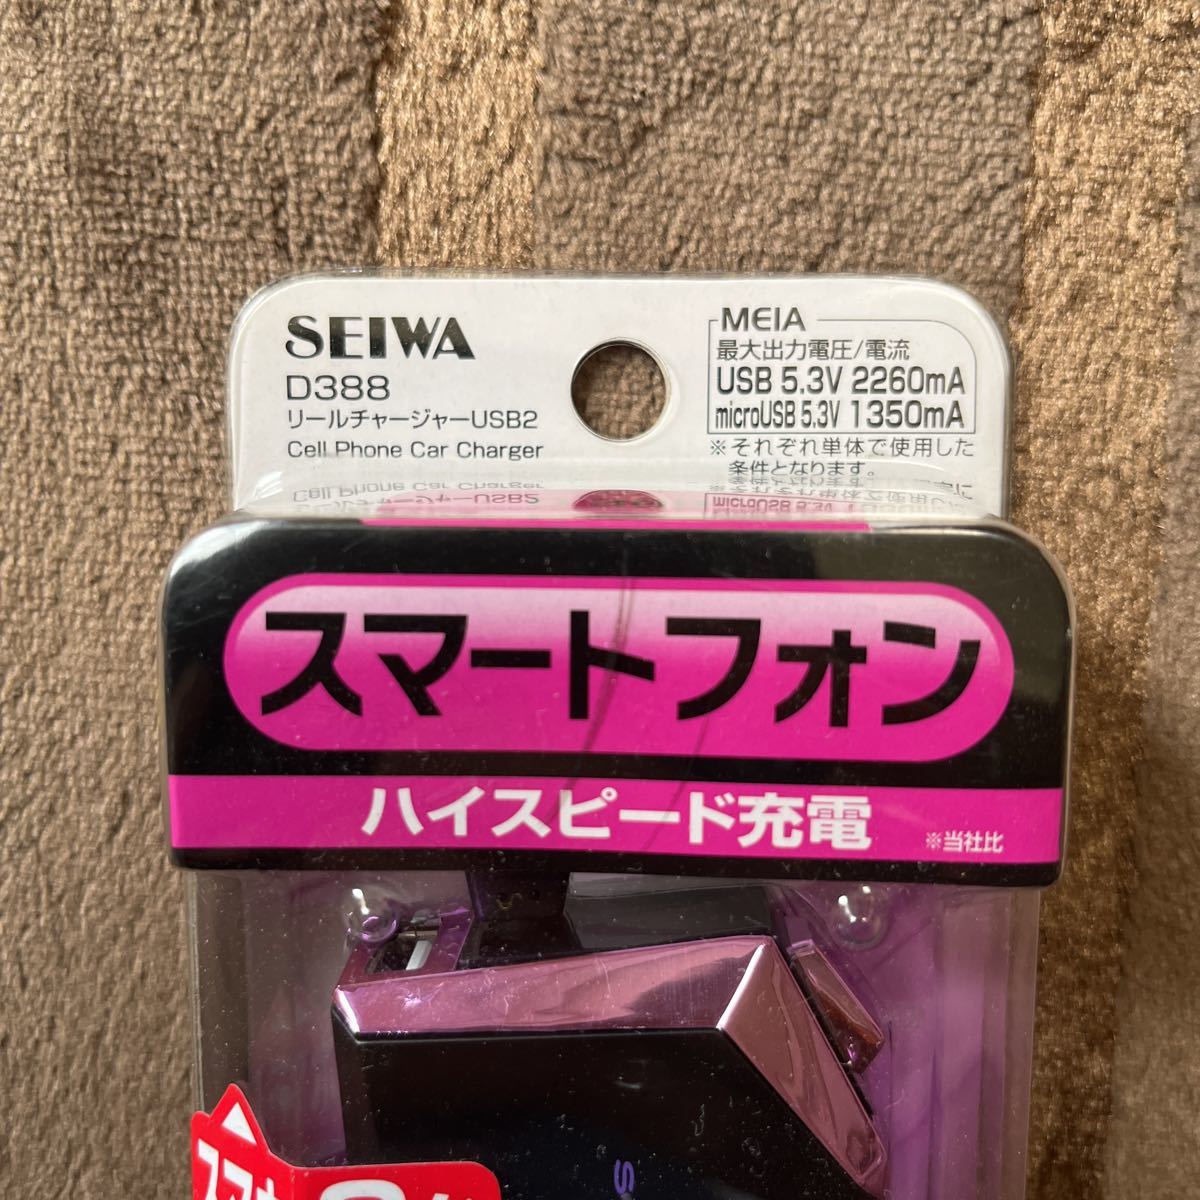 SEIWA
D388
リールチャージャーUSB2
Cell Phone Car Charger
MEIA
最大出力電圧/電流
USB 5.3V 2260mA
microUSB 5.3V 1350mA
※それぞれ単体で使用した
条件となります。
スマートフォン
ハイスピード充電
※当社比